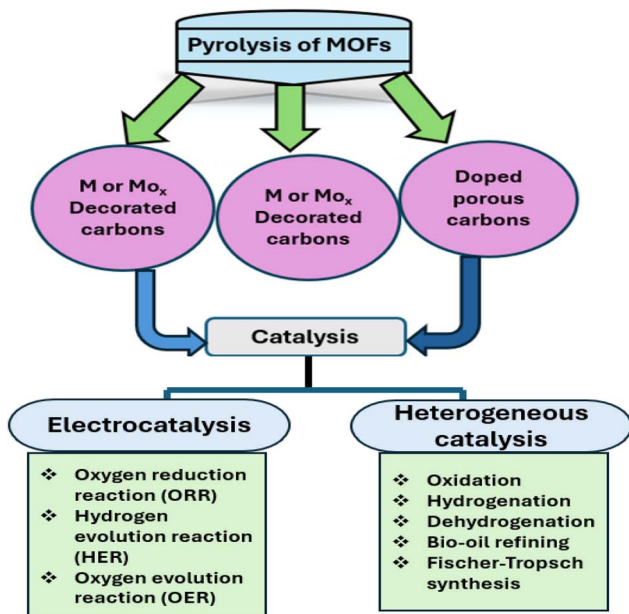 Pyrolysis of MOFs
M or Moₓ
Decorated
carbons
M or Moₓ
Decorated
carbons
Doped
porous
carbons
Catalysis
Electrocatalysis
❖ Oxygen reduction
reaction (ORR)
❖ Hydrogen
evolution reaction
(HER)
❖ Oxygen evolution
reaction (OER)
Heterogeneous
catalysis
❖ Oxidation
❖ Hydrogenation
❖ Dehydrogenation
❖ Bio-oil refining
❖ Fischer-Tropsch
synthesis